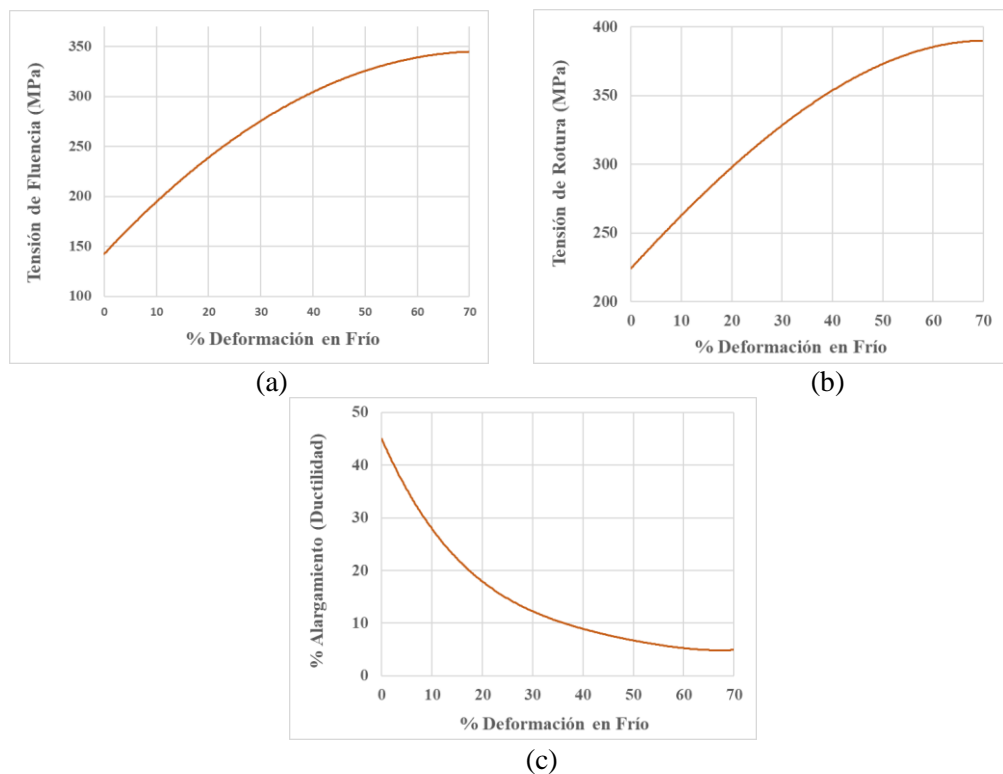 Tensión de Fluencia (MPa)
350
300
250
200
150
100
0 10 20 30 40 50 60 70
% Deformación en Frío
(a)
Tensión de Rotura (MPa)
400
350
300
250
200
0 10 20 30 40 50 60 70
% Deformación en Frío
(b)
% Alargamiento (Ductilidad)
50
40
30
20
10
0
0 10 20 30 40 50 60 70
% Deformación en Frío
(c)